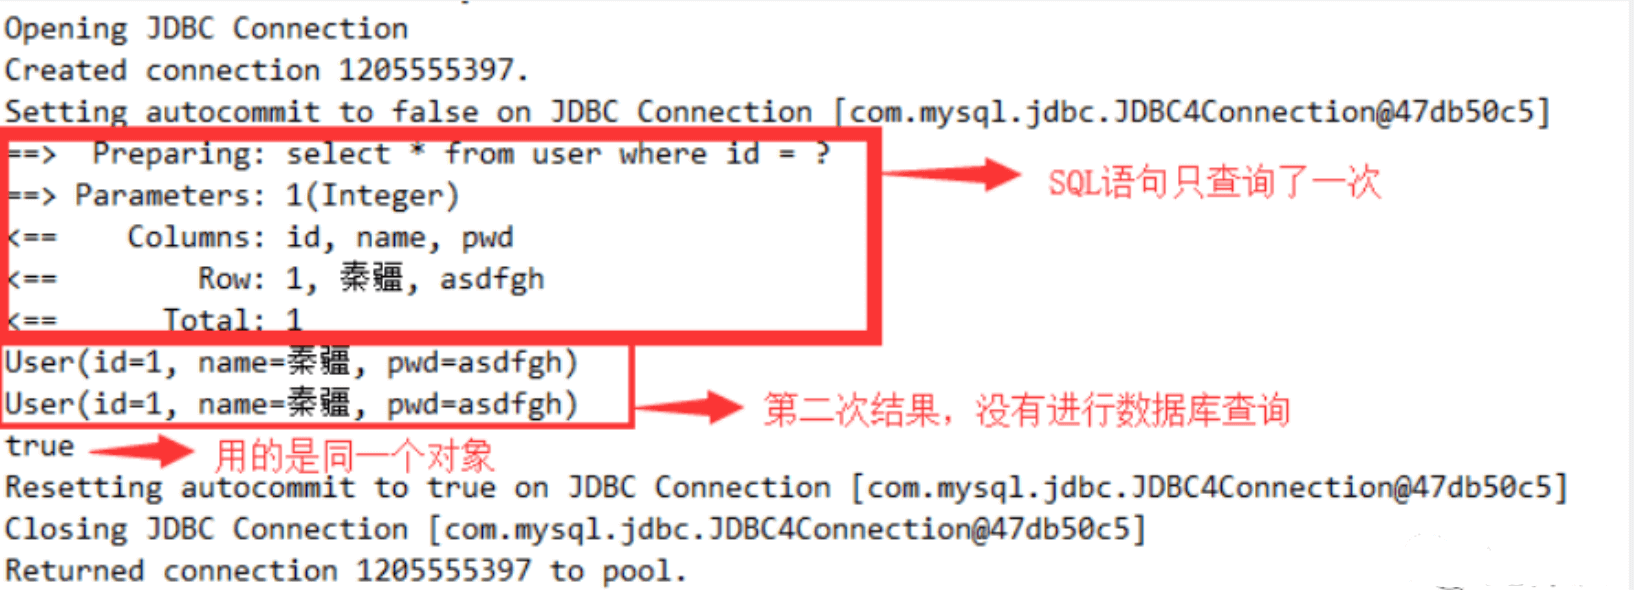 Opening JDBC Connection
Created connection 1205555397.
Setting autocommit to false on JDBC Connection [com.mysql.jdbc.JDBC4Connection@47db50c5]
==> Preparing: select * from user where id = ?
SQL语句只查询了一次
==> Parameters: 1(Integer)
<== Columns: id, name, pwd
<== Row: 1, 秦疆, asdfgh
<== Total: 1
User(id=1, name=秦疆, pwd=asdfgh)
User(id=1, name=秦疆, pwd=asdfgh)
第二次结果，没有进行数据库查询
true
用的是同一个对象
Resetting autocommit to true on JDBC Connection [com.mysql.jdbc.JDBC4Connection@47db50c5]
Closing JDBC Connection [com.mysql.jdbc.JDBC4Connection@47db50c5]
Returned connection 1205555397 to pool.